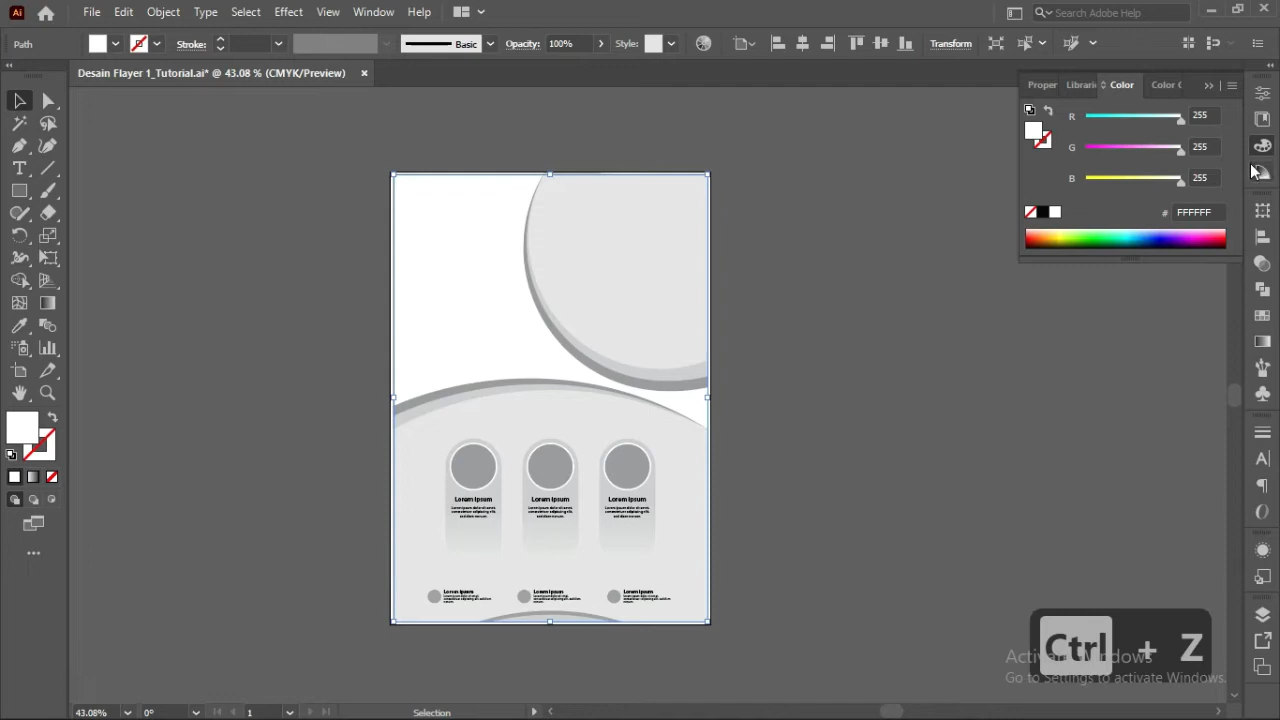 Ai File Edit Object Type Select Effect View Window Help Search Adobe Help
Path Stroke: Basic Opacity: 100% Style: Transform
Desain Flayer 1_Tutorial.ai* @ 43.08 % (CMYK/Preview) ×
Proper Librari Color Color G
R 255
G 255
B 255
# FFFFFF
Lorem Ipsum Lorem Ipsum Lorem Ipsum
Lorem Ipsum Lorem Ipsum Lorem Ipsum
Ctrl + Z
Activate Windows
Go to Settings to activate Windows.
43.08% 0° 1 Selection